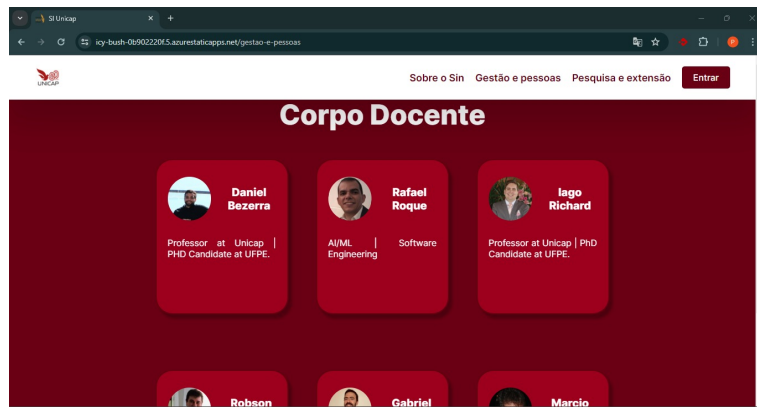 SI Unicap
icy-bush-0b902220f.5.azurestaticapps.net/gestao-e-pessoas
P
UNICAP
Sobre o Sin Gestão e pessoas Pesquisa e extensão Entrar
Corpo Docente
Daniel
Bezerra
Professor at Unicap |
PHD Candidate at UFPE.
Rafael
Roque
AI/ML | Software
Engineering
Iago
Richard
Professor at Unicap | PhD
Candidate at UFPE.
Robson
Gabriel
Marcio